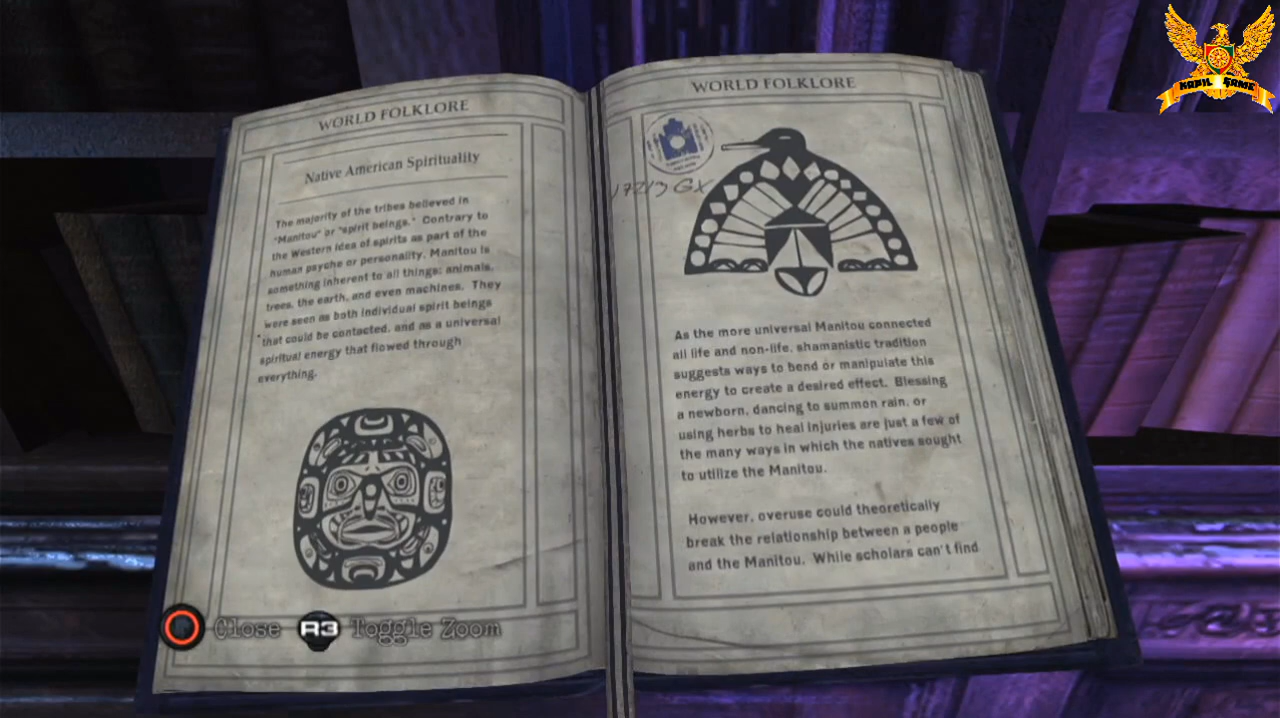 WORLD FOLKLORE
Native American Spirituality
The majority of the tribes believed in
"Manitou" or "spirit beings." Contrary to
the Western idea of spirits as part of the
human psyche or personality, Manitou is
something inherent to all things: animals,
trees, the earth, and even machines. They
were seen as both individual spirit beings
that could be contacted, and as a universal
spiritual energy that flowed through
everything.
WORLD FOLKLORE
As the more universal Manitou connected
all life and non-life, shamanistic tradition
suggests ways to bend or manipulate this
energy to create a desired effect. Blessing
a newborn, dancing to summon rain, or
using herbs to heal injuries are just a few of
the many ways in which the natives sought
to utilize the Manitou.
However, overuse could theoretically
break the relationship between a people
and the Manitou. While scholars can't find
Close R3 Toggle Zoom
KABIL GAME